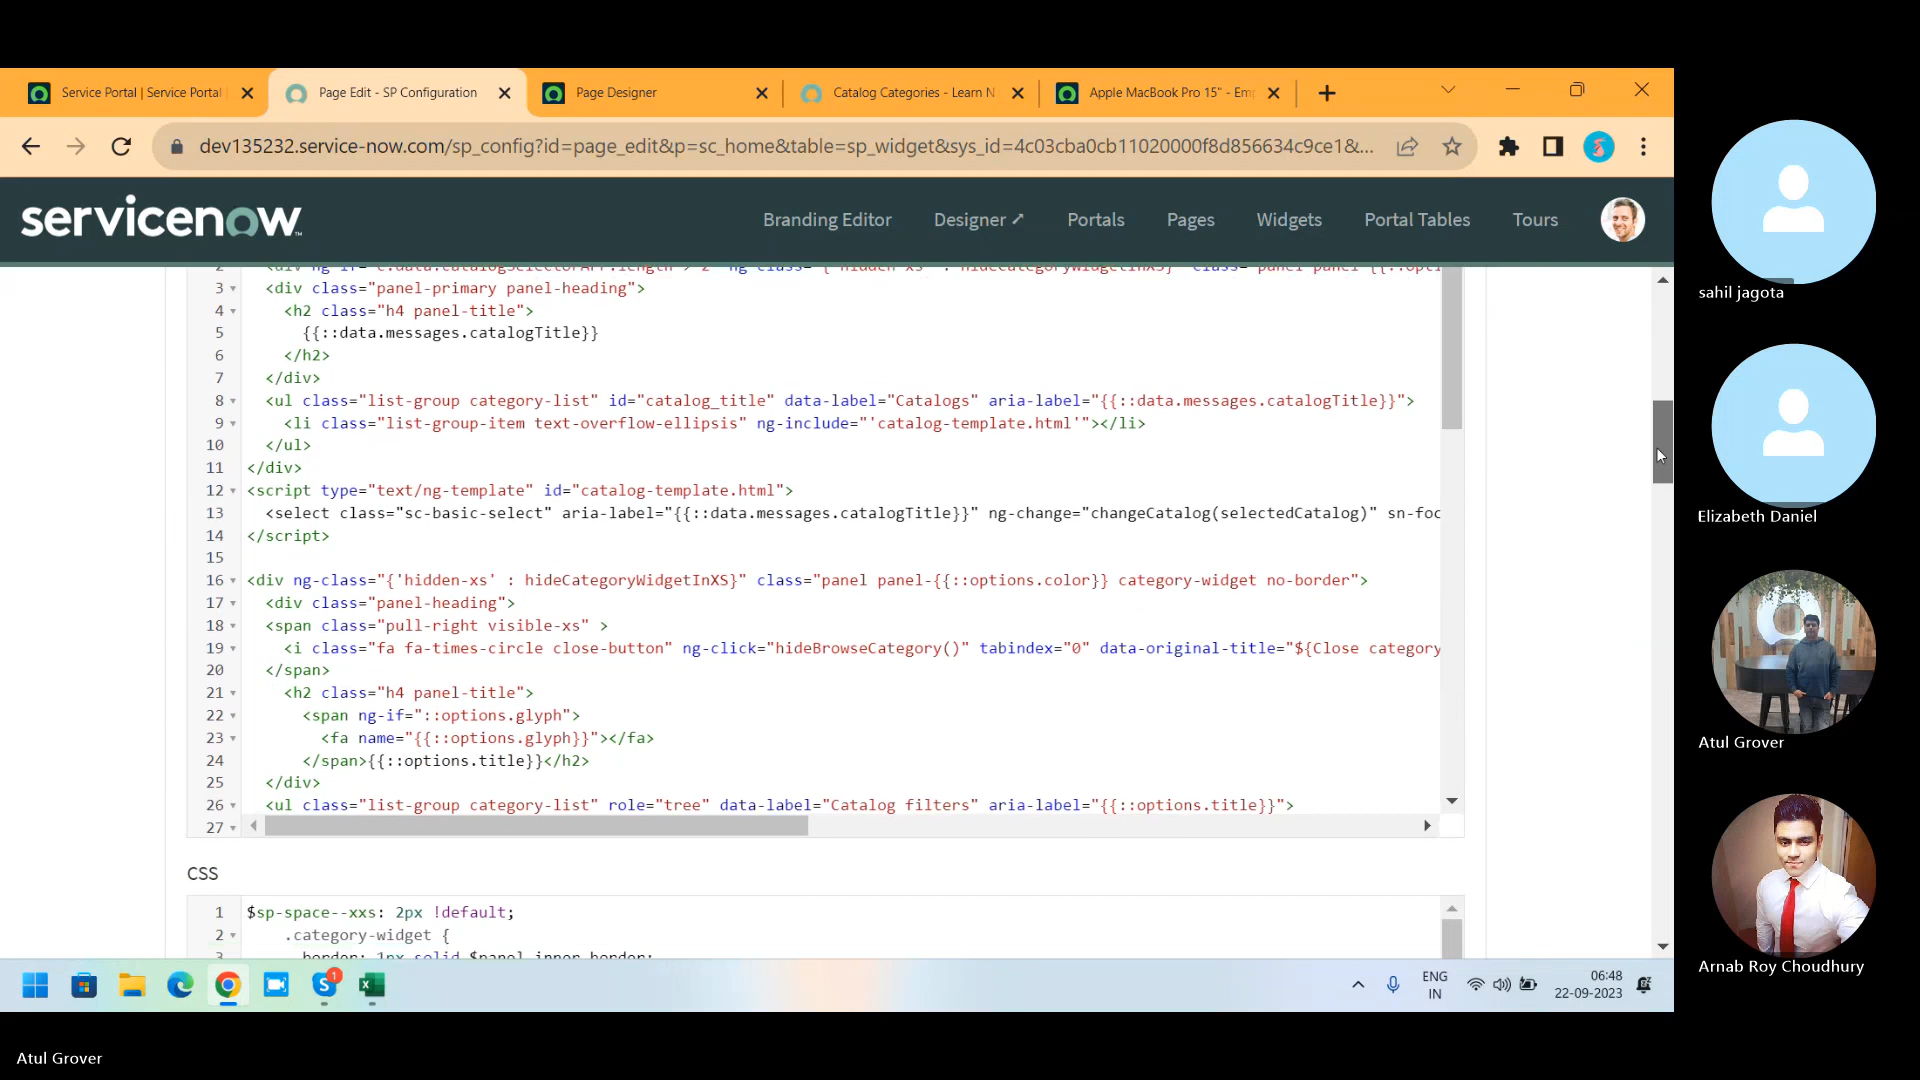 Service Portal | Service Portal
Page Edit - SP Configuration
Page Designer
Catalog Categories - Learn N
Apple MacBook Pro 15" - Em
dev135232.service-now.com/sp_config?id=page_edit&p=sc_home&table=sp_widget&sys_id=4c03cba0cb11020000f8d856634c9ce1&...
servicenow
Branding Editor
Designer
Portals
Pages
Widgets
Portal Tables
Tours
3 <div class="panel-primary panel-heading">
4 <h2 class="h4 panel-title">
5 {{::data.messages.catalogTitle}}
6 </h2>
7 </div>
8 <ul class="list-group category-list" id="catalog_title" data-label="Catalogs" aria-label="{{::data.messages.catalogTitle}}">
9 <li class="list-group-item text-overflow-ellipsis" ng-include="'catalog-template.html'"></li>
10 </ul>
11 </div>
12 <script type="text/ng-template" id="catalog-template.html">
13 <select class="sc-basic-select" aria-label="{{::data.messages.catalogTitle}}" ng-change="changeCatalog(selectedCatalog)" sn-foc
14 </script>
15
16 <div ng-class="{'hidden-xs' : hideCategoryWidgetInXS}" class="panel panel-{{::options.color}} category-widget no-border">
17 <div class="panel-heading">
18 <span class="pull-right visible-xs" >
19 <i class="fa fa-times-circle close-button" ng-click="hideBrowseCategory()" tabindex="0" data-original-title="${Close category
20 </span>
21 <h2 class="h4 panel-title">
22 <span ng-if="::options.glyph">
23 <fa name="{{::options.glyph}}"></fa>
24 </span>{{::options.title}}</h2>
25 </div>
26 <ul class="list-group category-list" role="tree" data-label="Catalog filters" aria-label="{{::options.title}}">
27
CSS
1 $sp-space--xxs: 2px !default;
2 .category-widget {
3 border: 1px solid $panel-inner-border;
sahil jagota
Elizabeth Daniel
Atul Grover
Arnab Roy Choudhury
1
ENG
IN
06:48
22-09-2023
Atul Grover